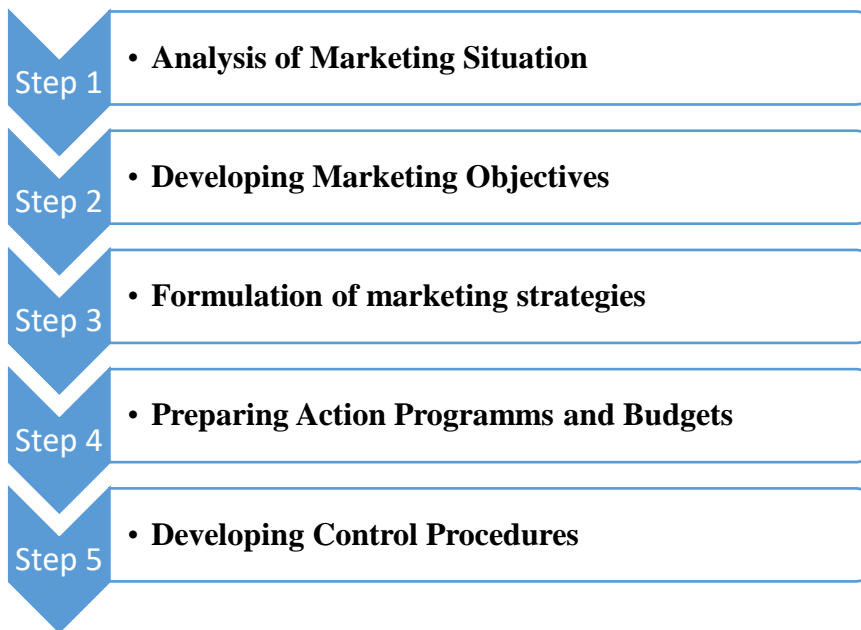 Step 1
• Analysis of Marketing Situation
Step 2
• Developing Marketing Objectives
Step 3
• Formulation of marketing strategies
Step 4
• Preparing Action Programms and Budgets
Step 5
• Developing Control Procedures